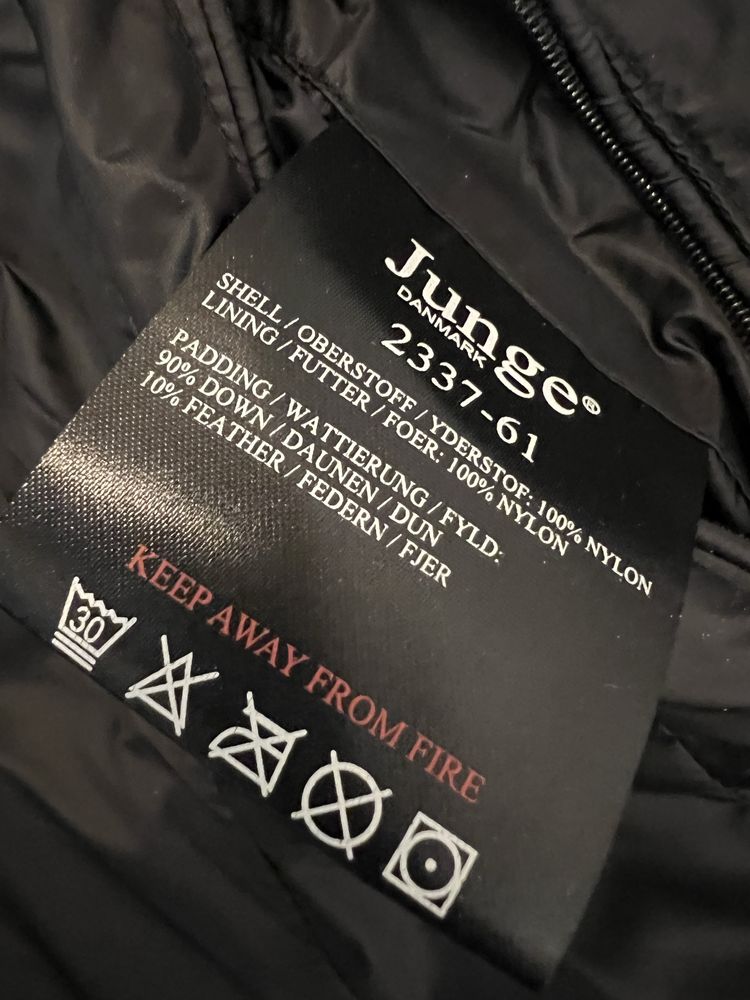 Junge®
DANMARK
2337-61
SHELL / OBERSTOFF / YDERSTOF: 100% NYLON
LINING / FUTTER / FOER: 100% NYLON
PADDING / WATTIERUNG / FYLD:
90% DOWN / DAUNEN / DUN
10% FEATHER / FEDERN / FJER
KEEP AWAY FROM FIRE
30